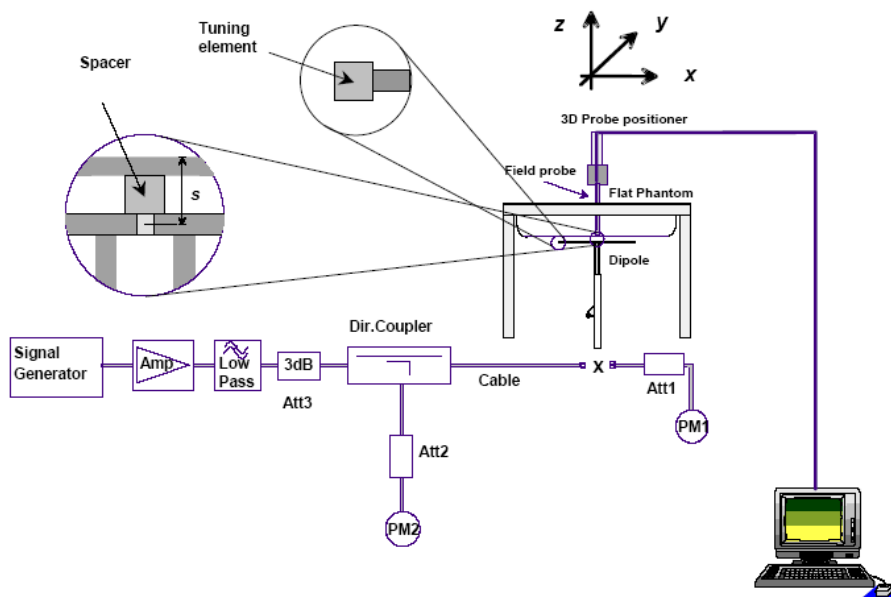 Tuning
element
Spacer
s
z
y
x
3D Probe positioner
Field probe
Flat Phantom
Dipole
Signal
Generator
Amp
Low
Pass
3dB
Att3
Dir.Coupler
Cable
X
Att1
PM1
Att2
PM2